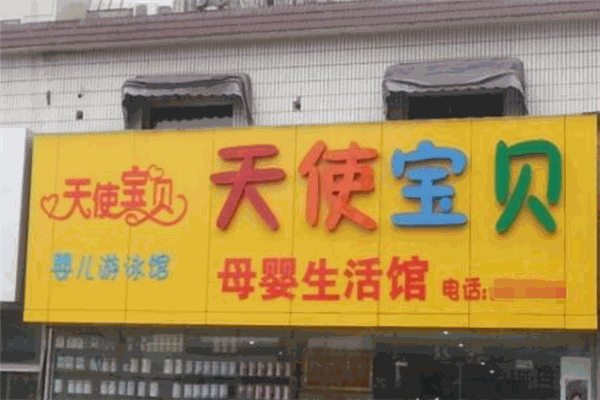 天使宝贝
婴儿游泳馆
天使宝贝
母婴生活馆 电话: